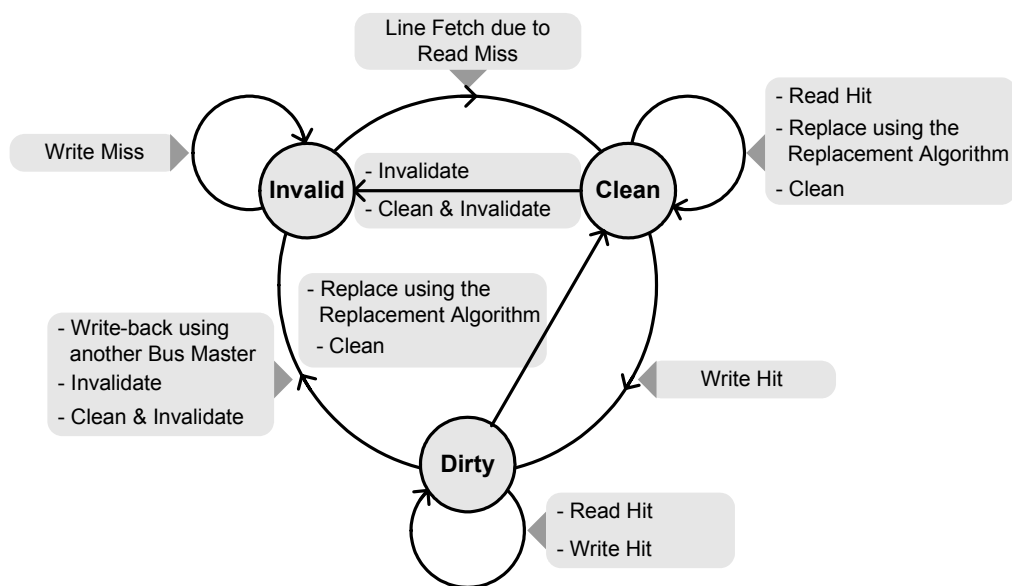 Line Fetch due to
Read Miss
- Read Hit
- Replace using the
Replacement Algorithm
- Clean
Write Miss
Invalid
- Invalidate
- Clean & Invalidate
Clean
- Replace using the
Replacement Algorithm
- Clean
- Write-back using
another Bus Master
- Invalidate
- Clean & Invalidate
Write Hit
Dirty
- Read Hit
- Write Hit